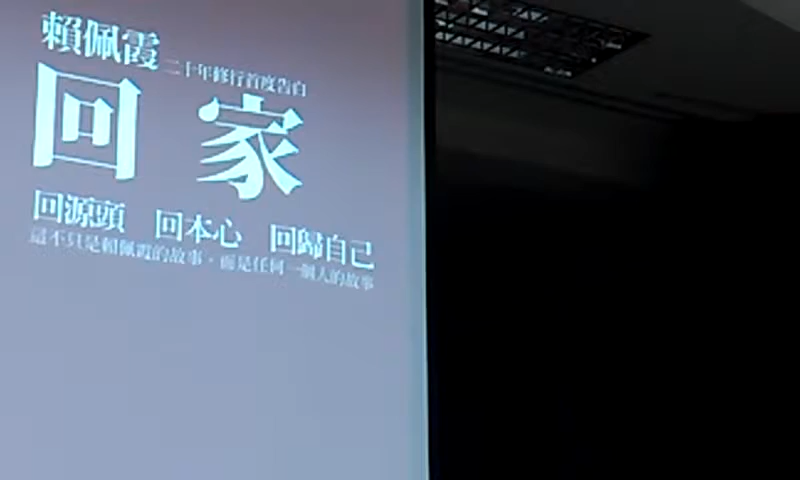 賴佩霞 二十年修行首度告白
回家
回源頭 回本心 回歸自己
這不只是賴佩霞的故事，而是任何一個人的故事